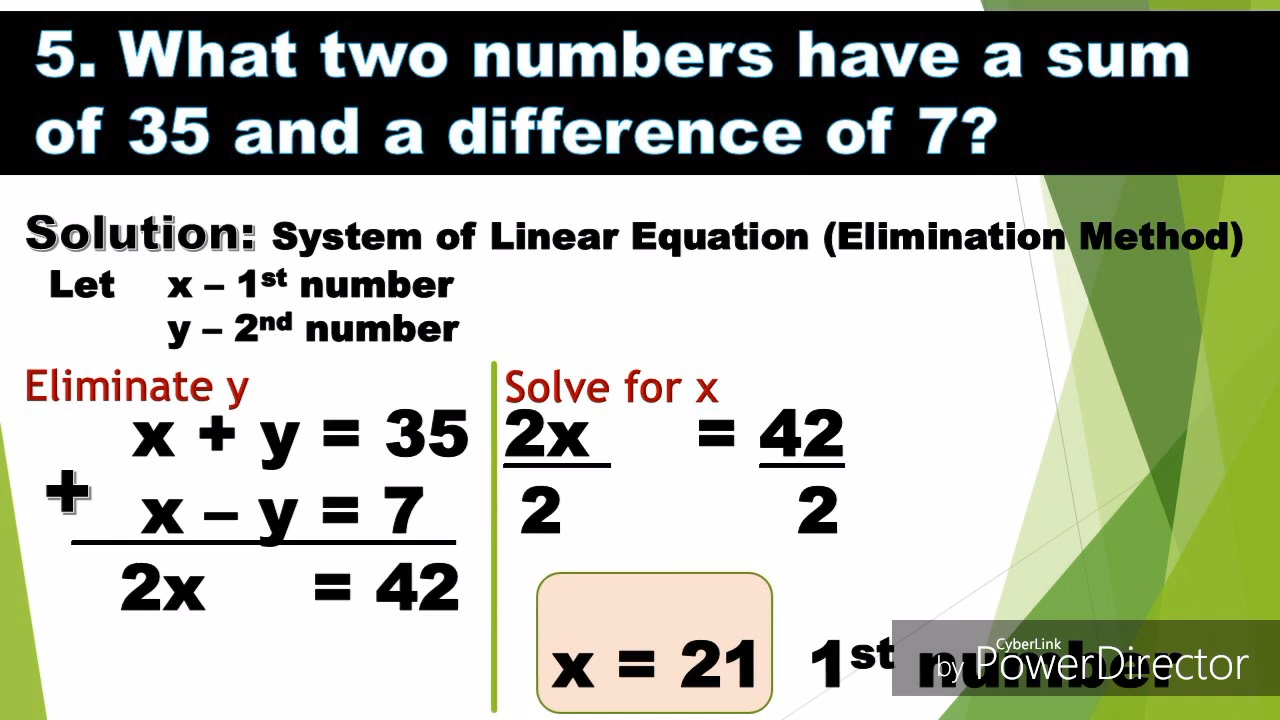 5. What two numbers have a sum
of 35 and a difference of 7?
Solution: System of Linear Equation (Elimination Method)
Let x – 1st number
y – 2nd number
Eliminate y
x + y = 35
+ x – y = 7
2x = 42
Solve for x
2x = 42
2 2
x = 21 1st number
CyberLink
by PowerDirector